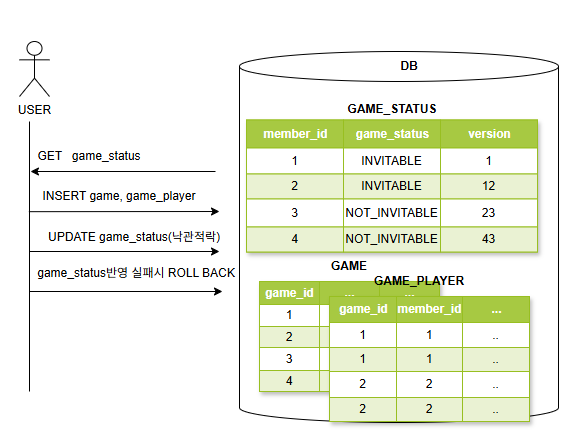 DB
USER
GAME_STATUS
member_id game_status version
1 INVITABLE 1
2 INVITABLE 12
3 NOT_INVITABLE 23
4 NOT_INVITABLE 43
GET game_status
INSERT game, game_player
UPDATE game_status(낙관적락)
game_status반영 실패시 ROLL BACK
GAME
game_id ... ...
1
2
3
4
GAME_PLAYER
game_id member_id ...
1 1 ..
1 1 ..
2 2 ..
2 2 ..